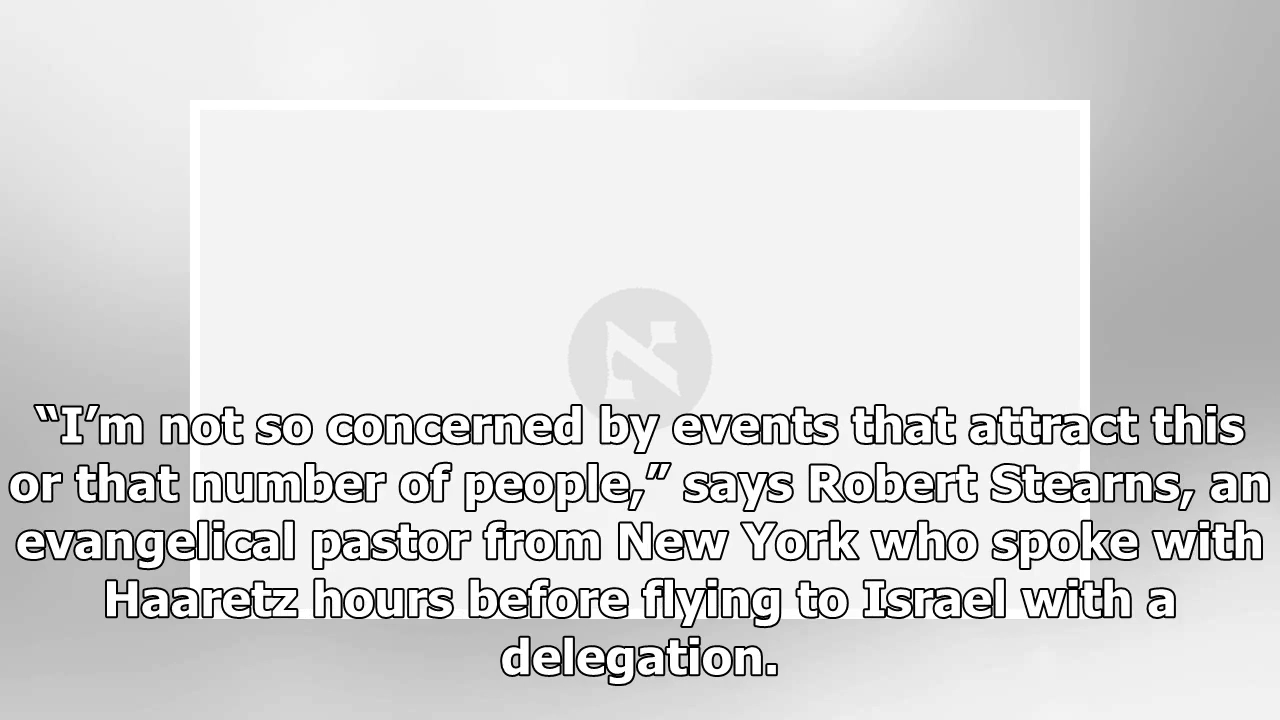 א
“I’m not so concerned by events that attract this
or that number of people,” says Robert Stearns, an
evangelical pastor from New York who spoke with
Haaretz hours before flying to Israel with a
delegation.